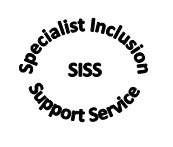 Specialist Inclusion
SISS
Support Service